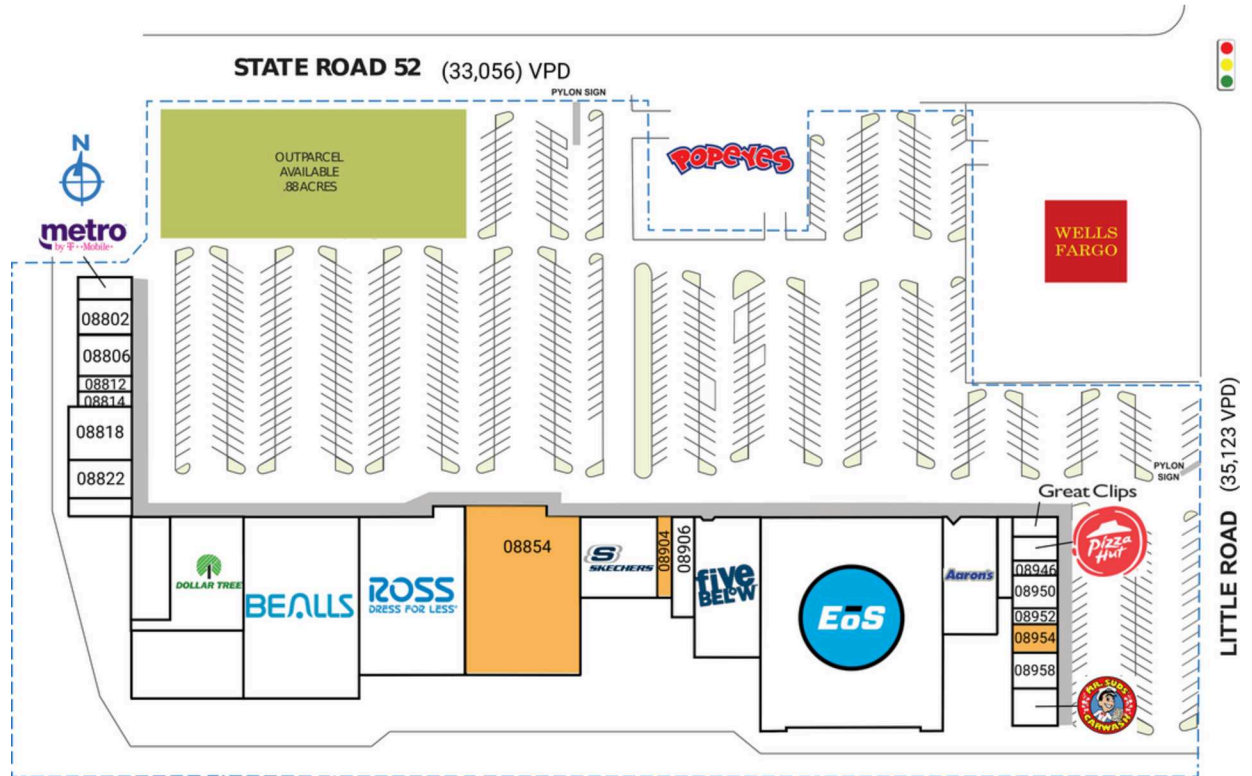 STATE ROAD 52 (33,056) VPD
PYLON SIGN
N
OUTPARCEL
AVAILABLE
.88 ACRES
POPEYES
WELLS
FARGO
metro
by T-Mobile
08802
08806
08812
08814
08818
08822
PYLON
SIGN
LITTLE ROAD (35,123 VPD)
Great Clips
Pizza
Hut
DOLLAR TREE
BEALLS
ROSS
DRESS FOR LESS
08854
S
SKECHERS
08904
08906
five
BELOW
EōS
Aaron's
08946
08950
08952
08954
08958
MR. SUDS
CARWASH